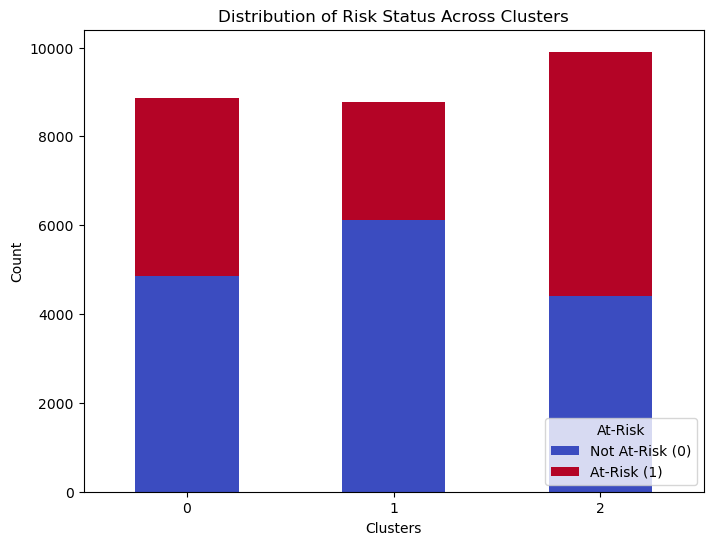 Distribution of Risk Status Across Clusters
10000
8000
6000
4000
2000
0
Count
0 1 2
Clusters
At-Risk
Not At-Risk (0)
At-Risk (1)